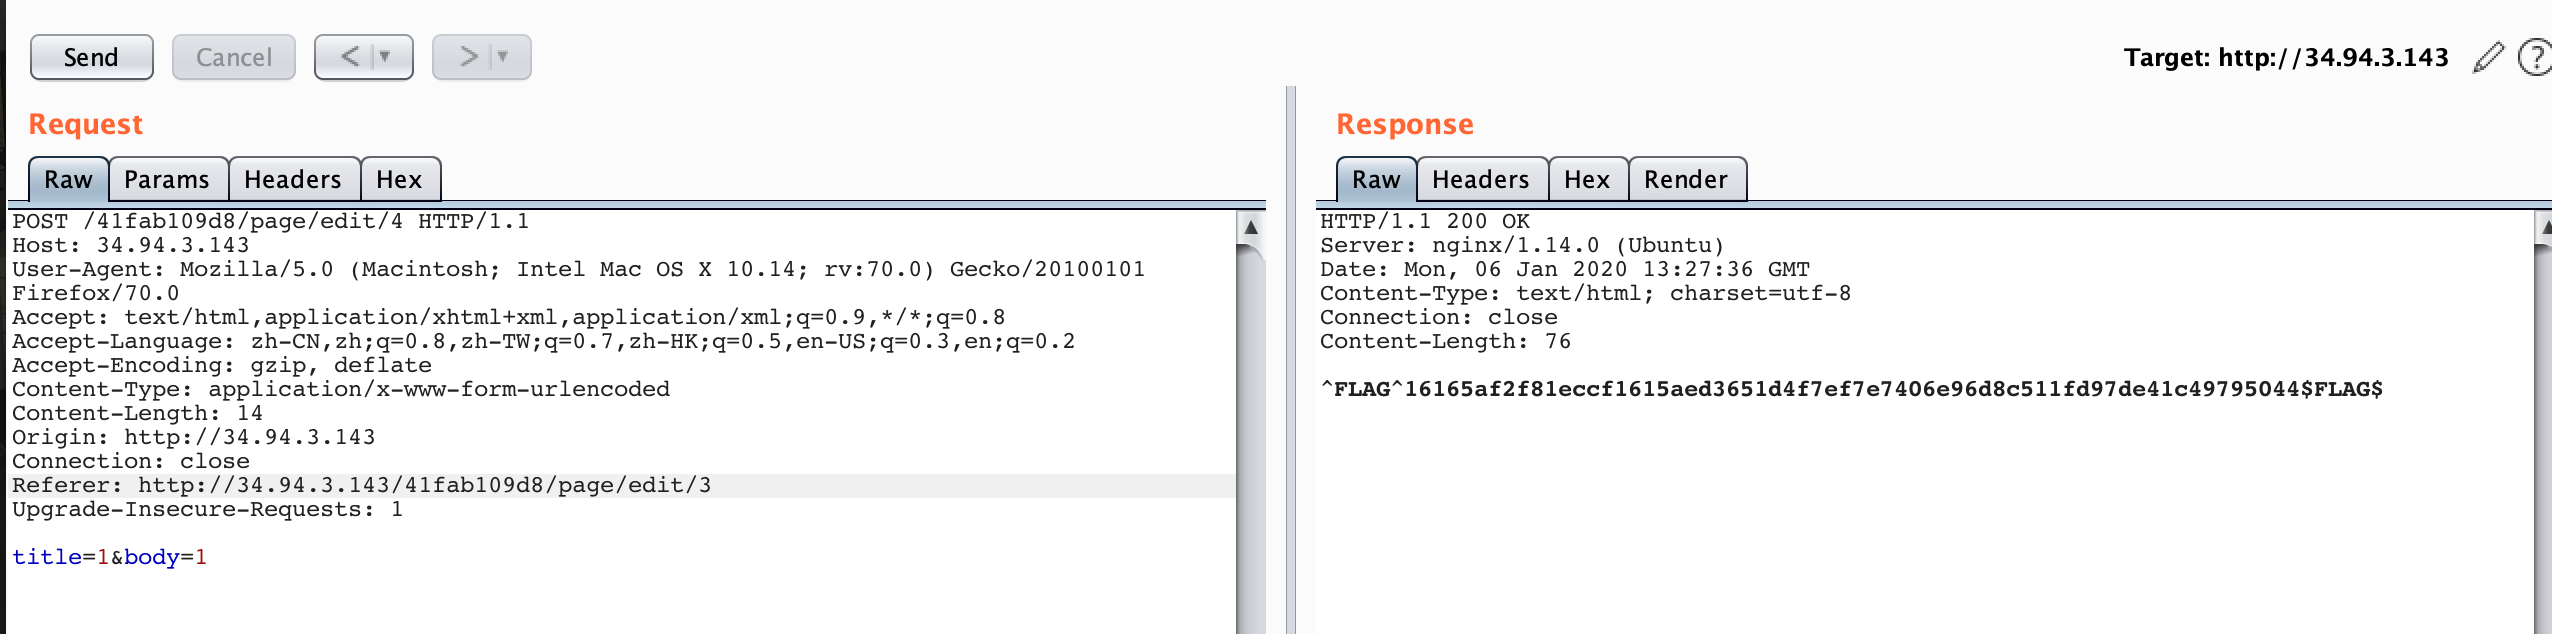 Send Cancel < ▼ > ▼ Target: http://34.94.3.143 ?
Request
Raw Params Headers Hex
POST /41fab109d8/page/edit/4 HTTP/1.1
Host: 34.94.3.143
User-Agent: Mozilla/5.0 (Macintosh; Intel Mac OS X 10.14; rv:70.0) Gecko/20100101
Firefox/70.0
Accept: text/html,application/xhtml+xml,application/xml;q=0.9,*/*;q=0.8
Accept-Language: zh-CN,zh;q=0.8,zh-TW;q=0.7,zh-HK;q=0.5,en-US;q=0.3,en;q=0.2
Accept-Encoding: gzip, deflate
Content-Type: application/x-www-form-urlencoded
Content-Length: 14
Origin: http://34.94.3.143
Connection: close
Referer: http://34.94.3.143/41fab109d8/page/edit/3
Upgrade-Insecure-Requests: 1

title=1&body=1
Response
Raw Headers Hex Render
HTTP/1.1 200 OK
Server: nginx/1.14.0 (Ubuntu)
Date: Mon, 06 Jan 2020 13:27:36 GMT
Content-Type: text/html; charset=utf-8
Connection: close
Content-Length: 76

^FLAG^16165af2f81eccf1615aed3651d4f7ef7e7406e96d8c511fd97de41c49795044$FLAG$